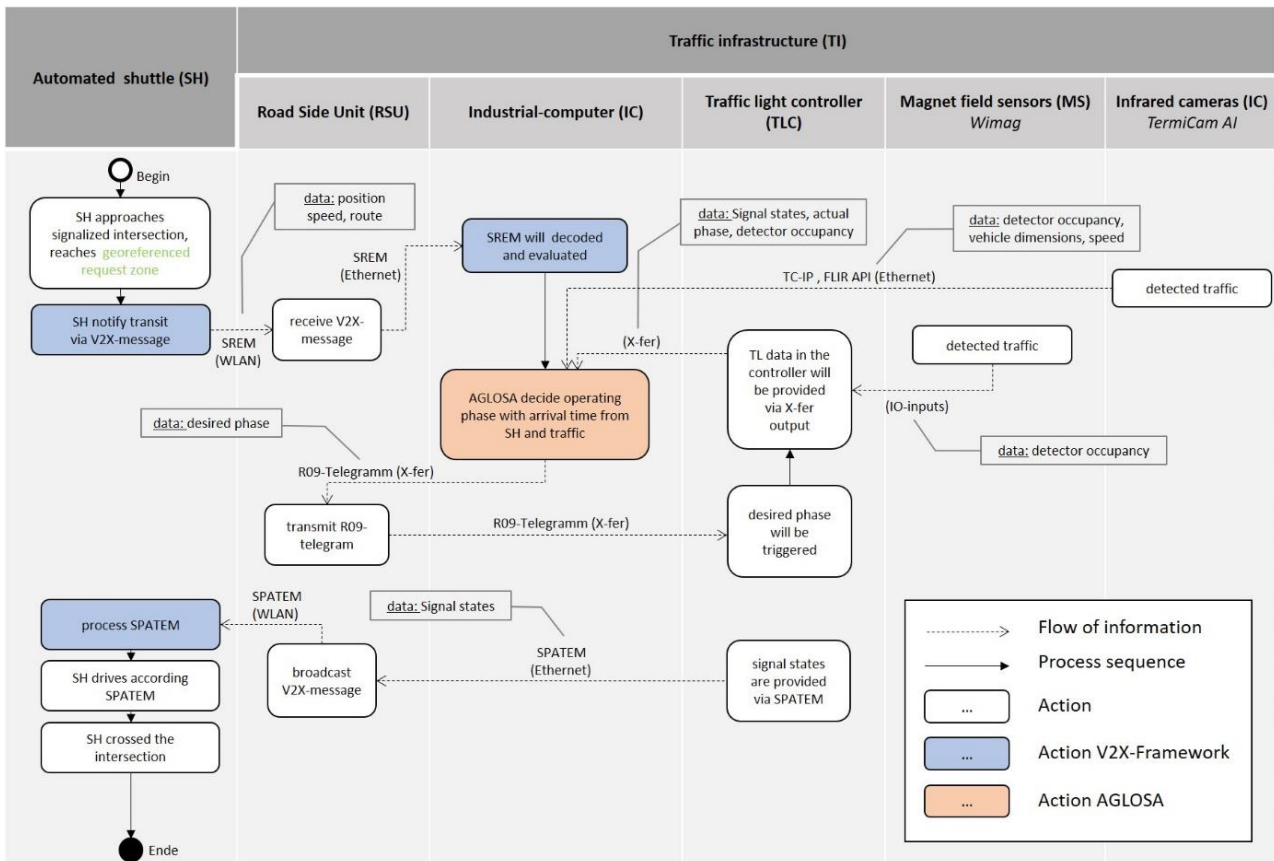 Traffic infrastructure (TI)
Automated shuttle (SH)
Road Side Unit (RSU)
Industrial-computer (IC)
Traffic light controller
(TLC)
Magnet field sensors (MS)
Wimag
Infrared cameras (IC)
TermiCam AI
Begin
SH approaches
signalized intersection,
reaches georeferenced
request zone
SH notify transit
via V2X-message
SREM
(WLAN)
data: position
speed, route
receive V2X-
message
SREM
(Ethernet)
SREM will decoded
and evaluated
data: Signal states, actual
phase, detector occupancy
data: detector occupancy,
vehicle dimensions, speed
TC-IP , FLIR API (Ethernet)
detected traffic
detected traffic
(X-fer)
TL data in the
controller will
be provided
via X-fer
output
(IO-inputs)
data: detector occupancy
AGLOSA decide operating
phase with arrival time from
SH and traffic
data: desired phase
R09-Telegramm (X-fer)
transmit R09-
telegram
R09-Telegramm (X-fer)
desired phase
will be
triggered
process SPATEM
SPATEM
(WLAN)
data: Signal states
SPATEM
(Ethernet)
broadcast
V2X-message
signal states
are provided
via SPATEM
SH drives according
SPATEM
SH crossed the
intersection
Ende
Flow of information
Process sequence
...
Action
...
Action V2X-Framework
...
Action AGLOSA